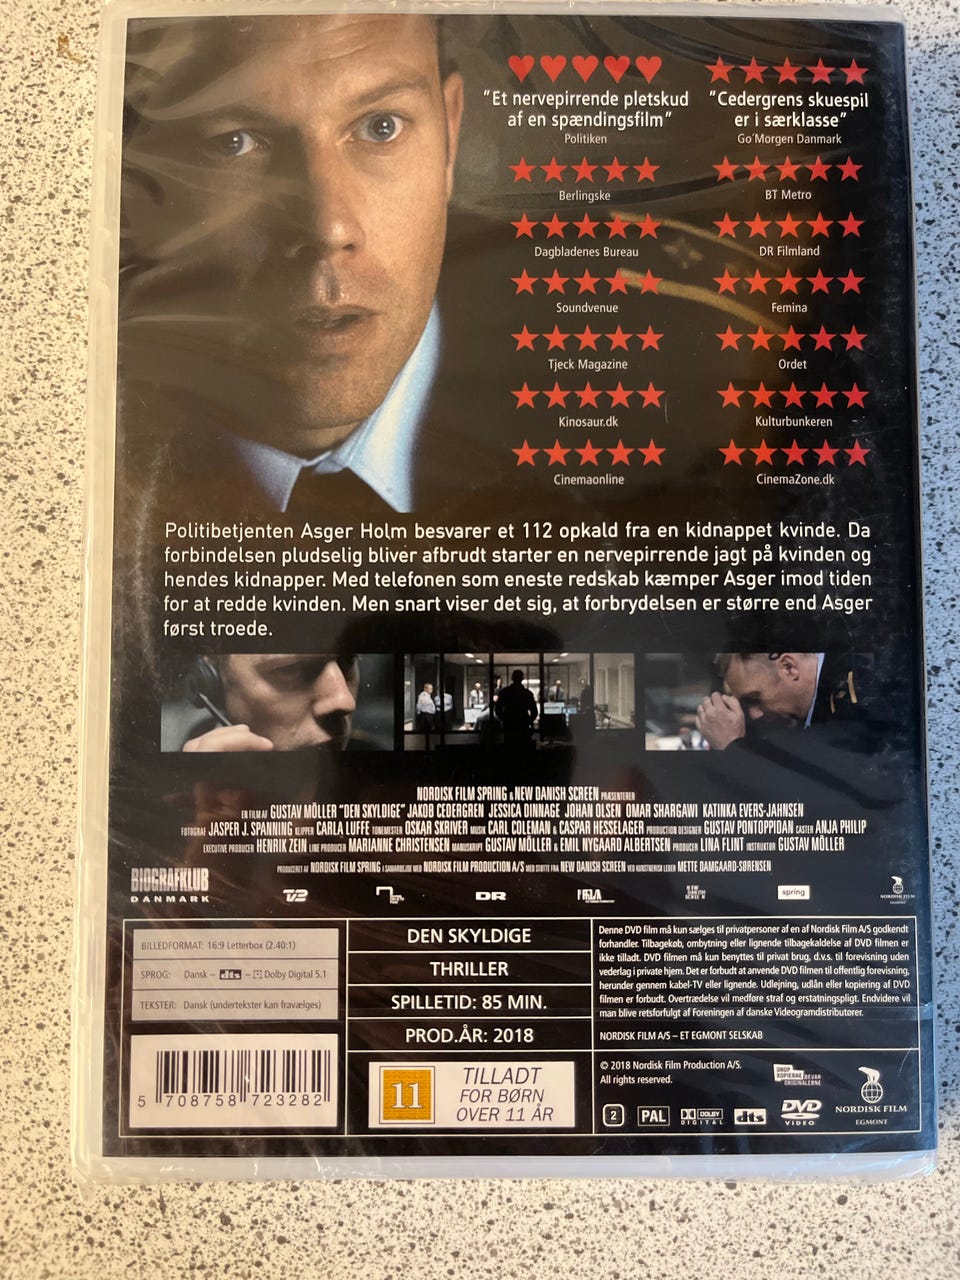 "Et nervepirrende pletskud
af en spændingsfilm"
Politiken
"Cedergrens skuespil
er i særklasse"
Go'Morgen Danmark
Berlingske
BT Metro
Dagbladenes Bureau
DR Filmland
Soundvenue
Femina
Tjeck Magazine
Ordet
Kinosaur.dk
Kulturbunkeren
Cinemaonline
CinemaZone.dk
Politibetjenten Asger Holm besvarer et 112 opkald fra en kidnappet kvinde. Da
forbindelsen pludselig bliver afbrudt starter en nervepirrende jagt på kvinden og
hendes kidnapper. Med telefonen som eneste redskab kæmper Asger imod tiden
for at redde kvinden. Men snart viser det sig, at forbrydelsen er større end Asger
først troede.
NORDISK FILM SPRING & NEW DANISH SCREEN PRÆSENTERER
EN FILM AF GUSTAV MÖLLER "DEN SKYLDIGE" JAKOB CEDERGREN JESSICA DINNAGE JOHAN OLSEN OMAR SHARGAWI KATINKA EVERS-JAHNSEN
FOTOGRAF JASPER J. SPANNING KLIPPER CARLA LUFFE TONEMESTER OSKAR SKRIVER MUSIK CARL COLEMAN & CASPAR HESSELAGER PRODUCTION DESIGNER GUSTAV PONTOPPIDAN CASTER ANJA PHILIP
EXECUTIVE PRODUCER HENRIK ZEIN LINE PRODUCER MARIANNE CHRISTENSEN MANUSKRIPT GUSTAV MÖLLER & EMIL NYGAARD ALBERTSEN PRODUCER LINA FLINT INSTRUKTØR GUSTAV MÖLLER
PRODUCERET AF NORDISK FILM SPRING I SAMARBEJDE MED NORDISK FILM PRODUCTION A/S MED STØTTE FRA NEW DANISH SCREEN VED KUNSTNERISK LEDER METTE DAMGAARD-SØRENSEN
BIOGRAFKLUB
DANMARK
TV2
DR
NEW
DANISH
SCREEN
spring
NORDISK FILM
EGMONT
BILLEDFORMAT: 16:9 Letterbox (2.40:1)
SPROG: Dansk – dts – Dolby Digital 5.1
TEKSTER: Dansk (undertekster kan fravælges)
DEN SKYLDIGE
THRILLER
SPILLETID: 85 MIN.
PROD.ÅR: 2018
Denne DVD film må kun sælges til privatpersoner af en af Nordisk Film A/S godkendt
forhandler. Tilbagekøb, ombytning eller lignende tilbagekaldelse af DVD filmen er
ikke tilladt. DVD filmen må kun benyttes til privat brug, d.v.s. til forevisning uden
vederlag i private hjem. Det er forbudt at anvende DVD filmen til offentlig forevisning,
herunder gennem kabel-TV eller lignende. Udlejning, udlån eller kopiering af DVD
filmen er forbudt. Overtrædelse vil medføre straf og erstatningspligt. Endvidere vil
man blive retsforfulgt af Foreningen af danske Videogramdistributører.
NORDISK FILM A/S – ET EGMONT SELSKAB
5 708758 723282
11
TILLADT
FOR BØRN
OVER 11 ÅR
© 2018 Nordisk Film Production A/S.
All rights reserved.
DROP
KOPIERNE BEVAR
ORIGINALERNE
2
PAL
DOLBY
DIGITAL
dts
DVD
VIDEO
NORDISK FILM
EGMONT